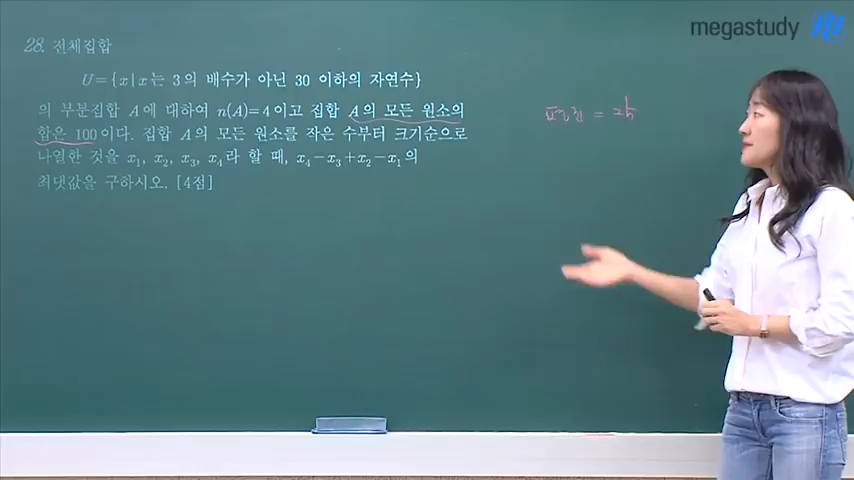 megastudy
28. 전체집합
U={x|x는 3의 배수가 아닌 30 이하의 자연수}
의 부분집합 A에 대하여 n(A)=4이고 집합 A의 모든 원소의
합은 100이다. 집합 A의 모든 원소를 작은 수부터 크기순으로
나열한 것을 x₁, x₂, x₃, x₄라 할 때, x₄-x₃+x₂-x₁의
최댓값을 구하시오. [4점]